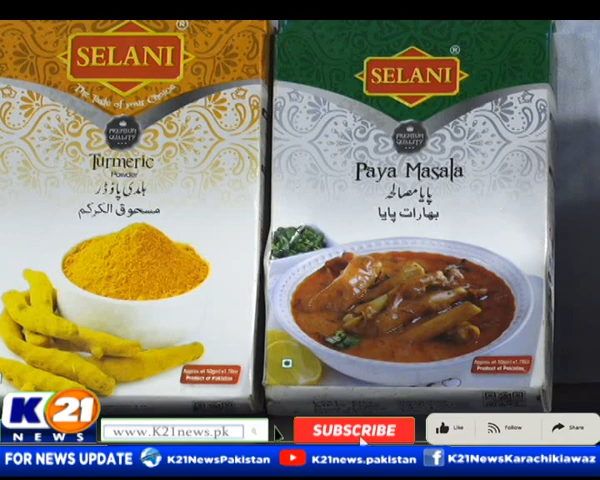 SELANI
®
The Taste of your Choice
PREMIUM
QUALITY
Turmeric
Powder
ہلدی پاؤڈر
مسحوق الكركم
Product of Pakistan
SELANI
®
PREMIUM
QUALITY
Paya Masala
پایا مصالحہ
بهارات پایا
Product of Pakistan
K21
NEWS
www.K21news.pk
SUBSCRIBE
Like
Follow
Share
FOR NEWS UPDATE
K21NewsPakistan
K21news.pakistan
K21NewsKarachikiawaz